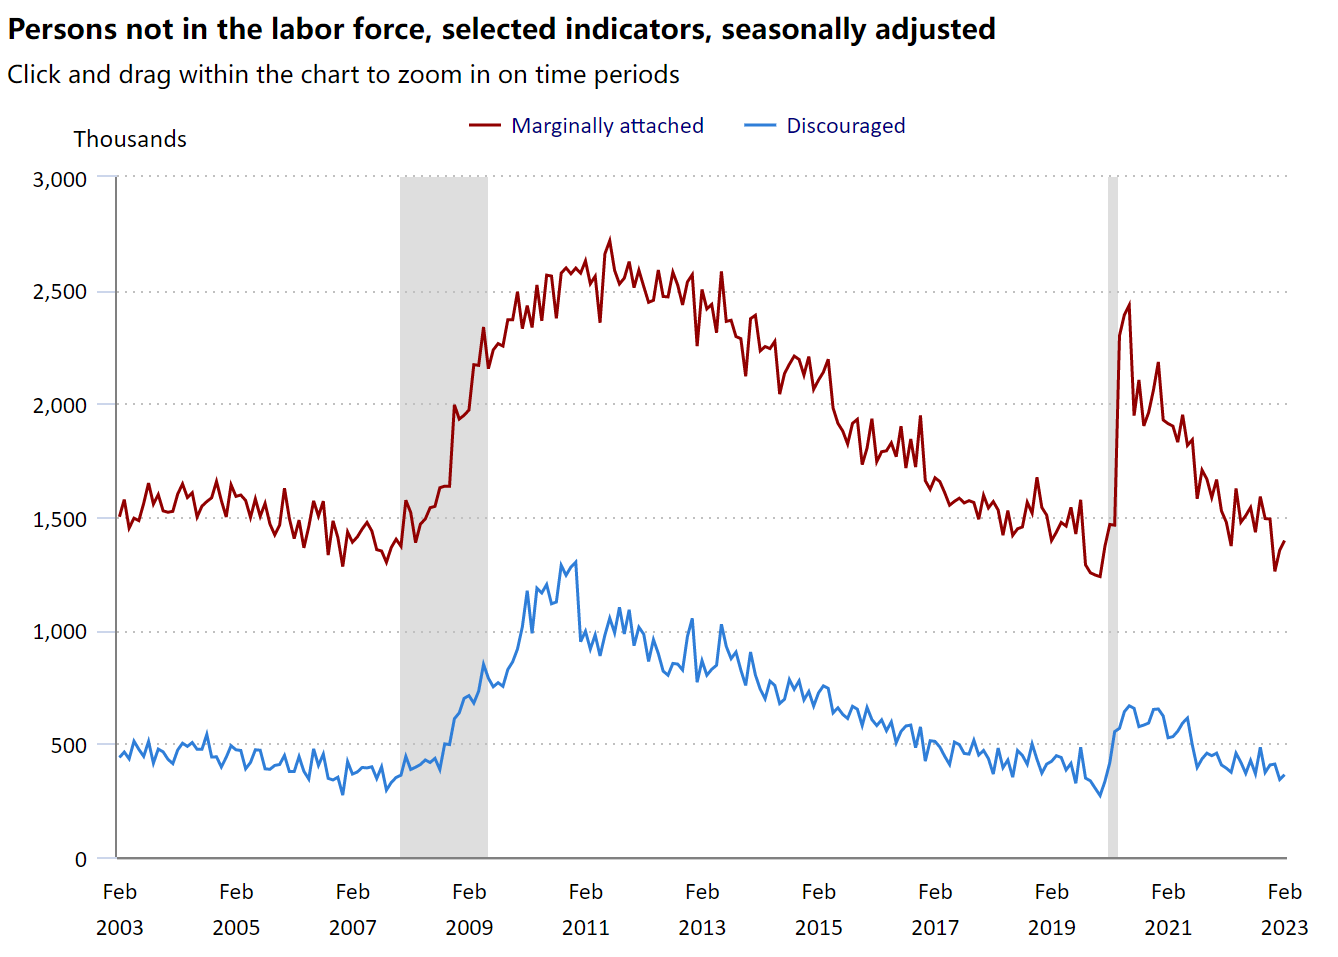 Persons not in the labor force, selected indicators, seasonally adjusted
Click and drag within the chart to zoom in on time periods
Marginally attached Discouraged
Thousands
3,000
2,500
2,000
1,500
1,000
500
0
Feb Feb Feb Feb Feb Feb Feb Feb Feb Feb Feb
2003 2005 2007 2009 2011 2013 2015 2017 2019 2021 2023